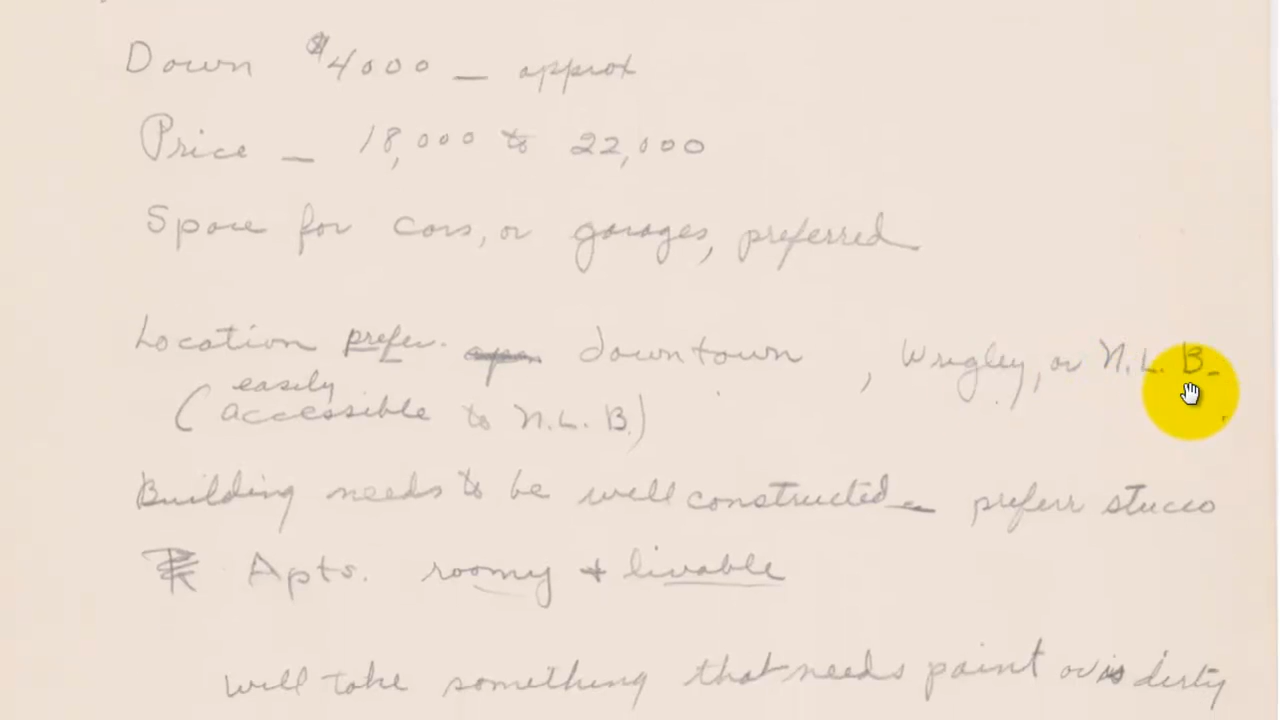 Down $4000 — approx
Price — 18,000 to 22,000
Space for cars, or garages, preferred
Location prefer. downtown , Wrigley, or N.L.B.
(easily accessible to N.L.B.)
Building needs to be well constructed — preferr stucco
Apts. roomy + livable
will take something that needs paint or is dirty